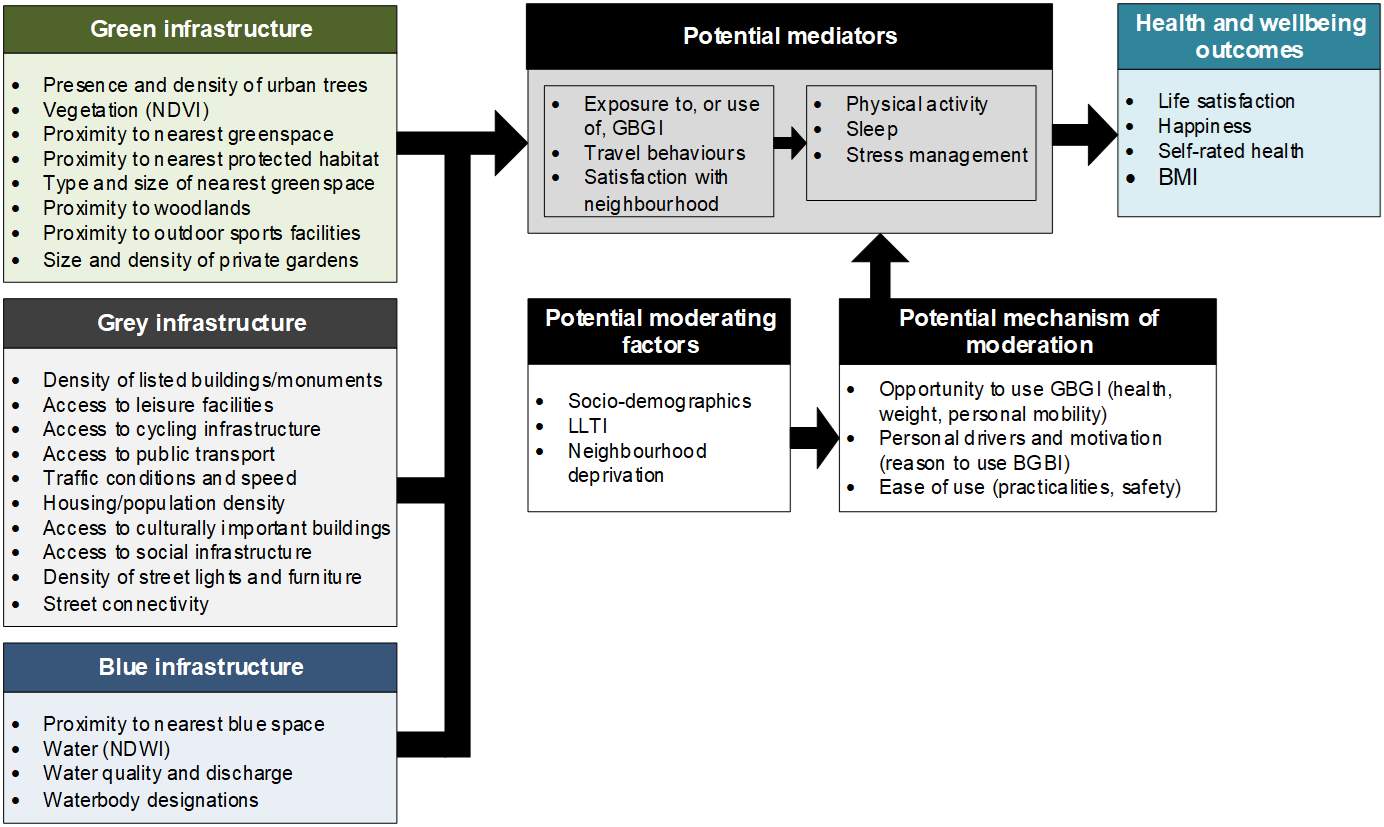 Green infrastructure
• Presence and density of urban trees
• Vegetation (NDVI)
• Proximity to nearest greenspace
• Proximity to nearest protected habitat
• Type and size of nearest greenspace
• Proximity to woodlands
• Proximity to outdoor sports facilities
• Size and density of private gardens
Grey infrastructure
• Density of listed buildings/monuments
• Access to leisure facilities
• Access to cycling infrastructure
• Access to public transport
• Traffic conditions and speed
• Housing/population density
• Access to culturally important buildings
• Access to social infrastructure
• Density of street lights and furniture
• Street connectivity
Blue infrastructure
• Proximity to nearest blue space
• Water (NDWI)
• Water quality and discharge
• Waterbody designations
Potential mediators
• Exposure to, or use
of, GBGI
• Travel behaviours
• Satisfaction with
neighbourhood
• Physical activity
• Sleep
• Stress management
Potential moderating
factors
• Socio-demographics
• LLTI
• Neighbourhood
deprivation
Potential mechanism of
moderation
• Opportunity to use GBGI (health,
weight, personal mobility)
• Personal drivers and motivation
(reason to use BGBI)
• Ease of use (practicalities, safety)
Health and wellbeing
outcomes
• Life satisfaction
• Happiness
• Self-rated health
• BMI